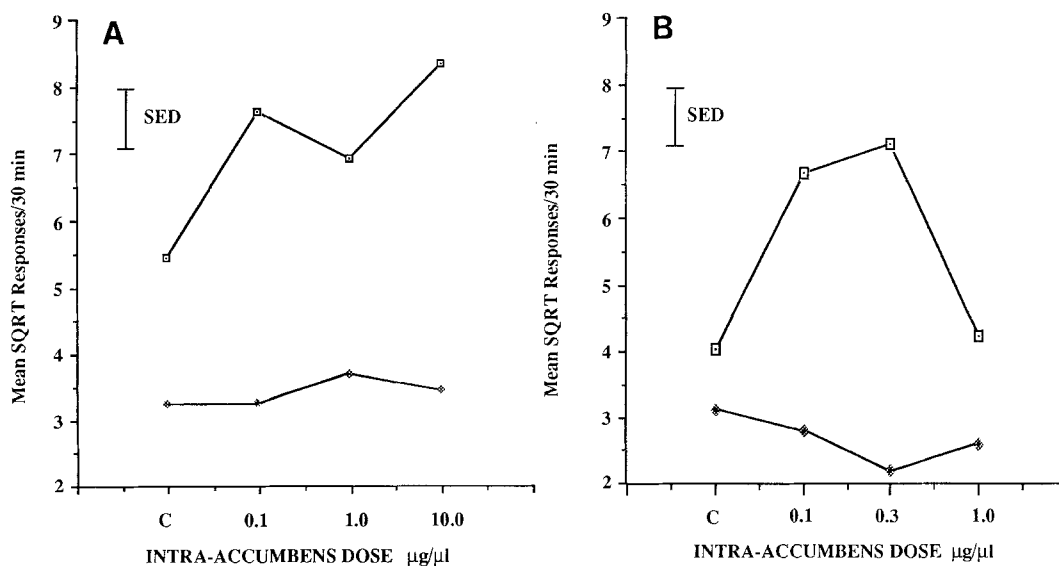 A
9
8
7
6
5
4
3
2
SED
Mean SQRT Responses/30 min
C 0.1 1.0 10.0
INTRA-ACCUMBENS DOSE µg/µl
B
9
8
7
6
5
4
3
2
SED
Mean SQRT Responses/30 min
C 0.1 0.3 1.0
INTRA-ACCUMBENS DOSE µg/µl